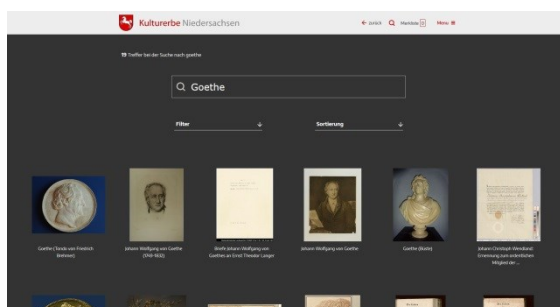 Kulturerbe Niedersachsen
← zurück Merkliste 0 Menu
Treffer bei der Suche nach goethe
Goethe
Filter
Sortierung
Goethe (Tondo von Friedrich
Brehmer)
Johann Wolfgang von Goethe
(1749-1832)
Briefe Johann Wolfgang von
Goethes an Ernst Theodor Langer
Johann Wolfgang von Goethe
Goethe (Büste)
Johann Christoph Wendland:
Ernennung zum ordentlichen
Mitglied der ...